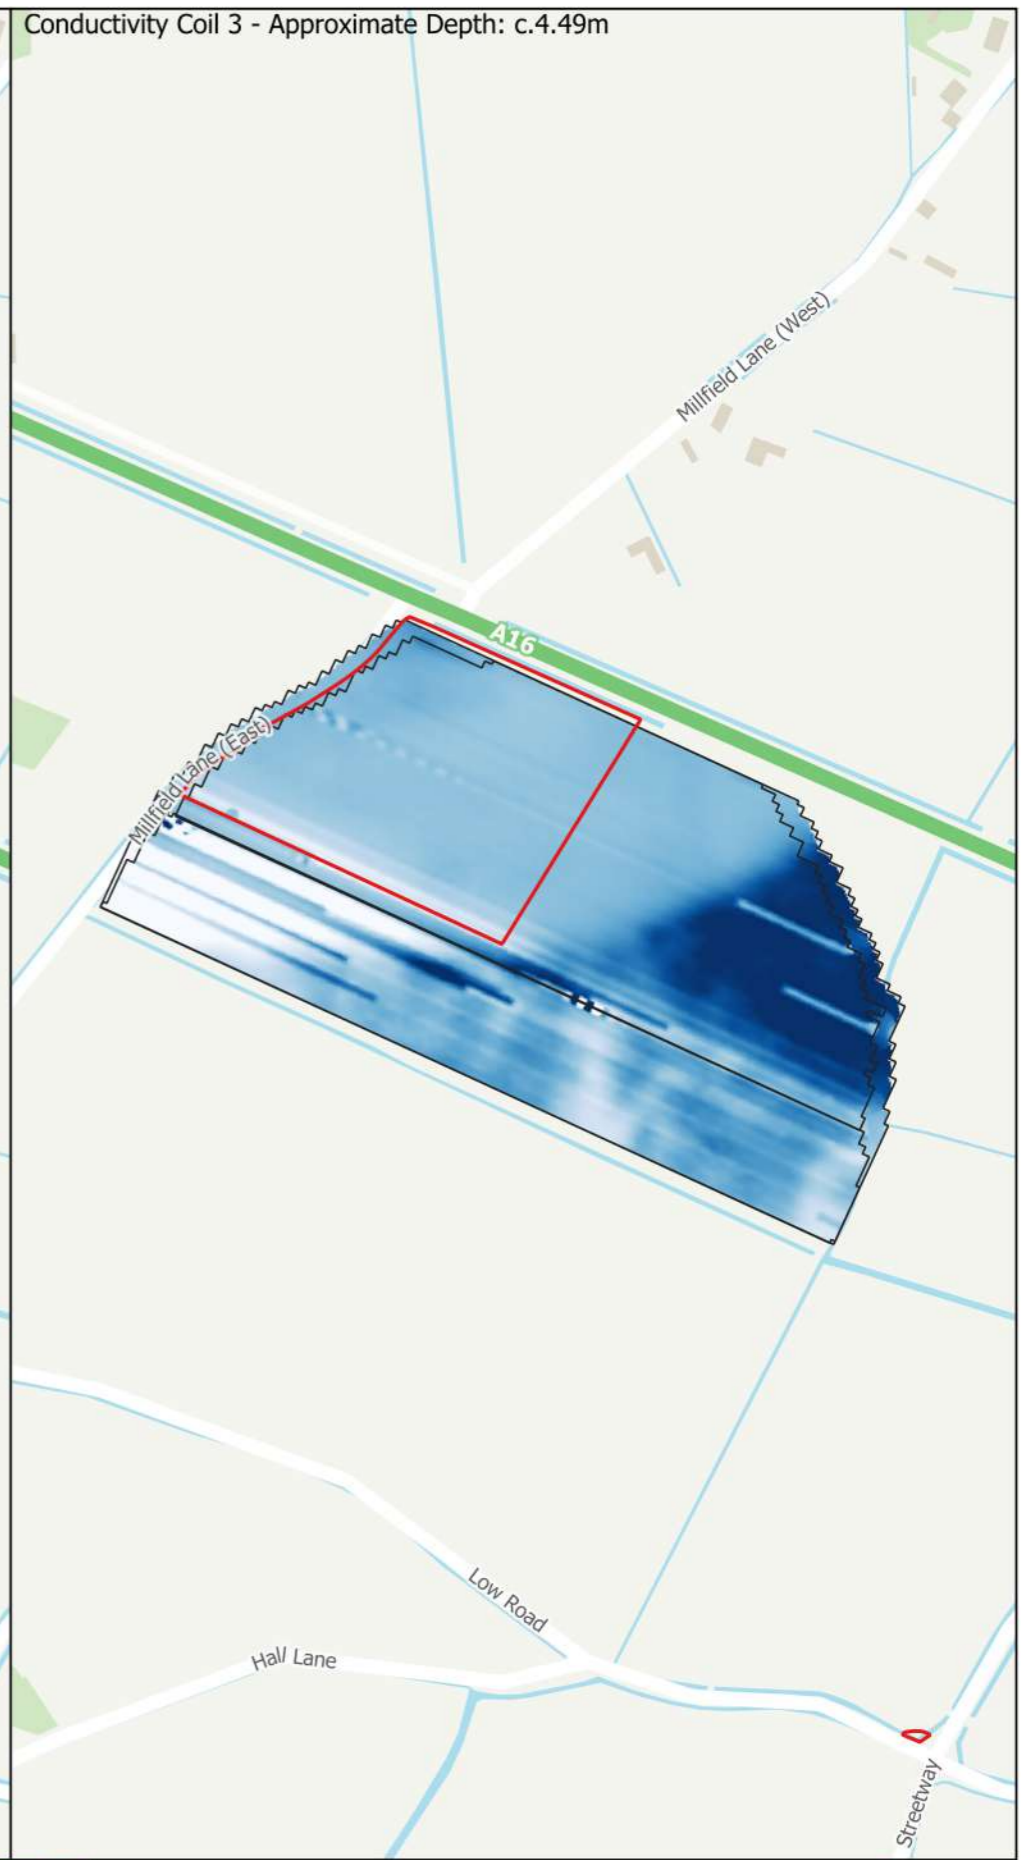 Conductivity Coil 3 - Approximate Depth: c.4.49m
Millfield Lane (West)
A16
Millfield Lane (East)
Low Road
Hall Lane
Streetway